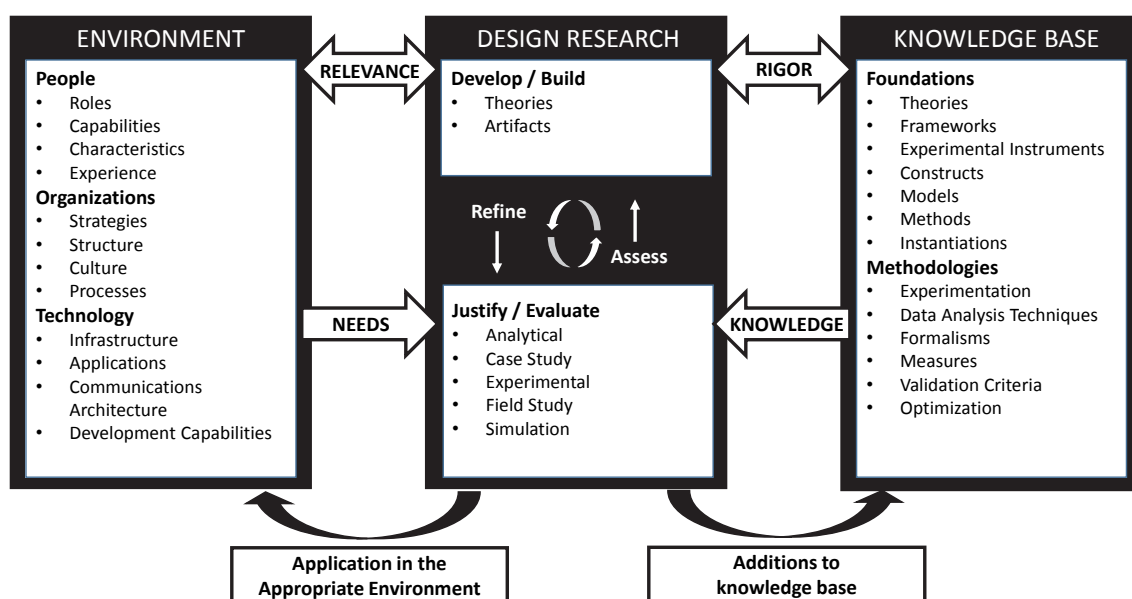 ENVIRONMENT
People
• Roles
• Capabilities
• Characteristics
• Experience
Organizations
• Strategies
• Structure
• Culture
• Processes
Technology
• Infrastructure
• Applications
• Communications
Architecture
• Development Capabilities
RELEVANCE
NEEDS
DESIGN RESEARCH
Develop / Build
• Theories
• Artifacts
Refine
Assess
Justify / Evaluate
• Analytical
• Case Study
• Experimental
• Field Study
• Simulation
RIGOR
KNOWLEDGE
KNOWLEDGE BASE
Foundations
• Theories
• Frameworks
• Experimental Instruments
• Constructs
• Models
• Methods
• Instantiations
Methodologies
• Experimentation
• Data Analysis Techniques
• Formalisms
• Measures
• Validation Criteria
• Optimization
Application in the
Appropriate Environment
Additions to
knowledge base